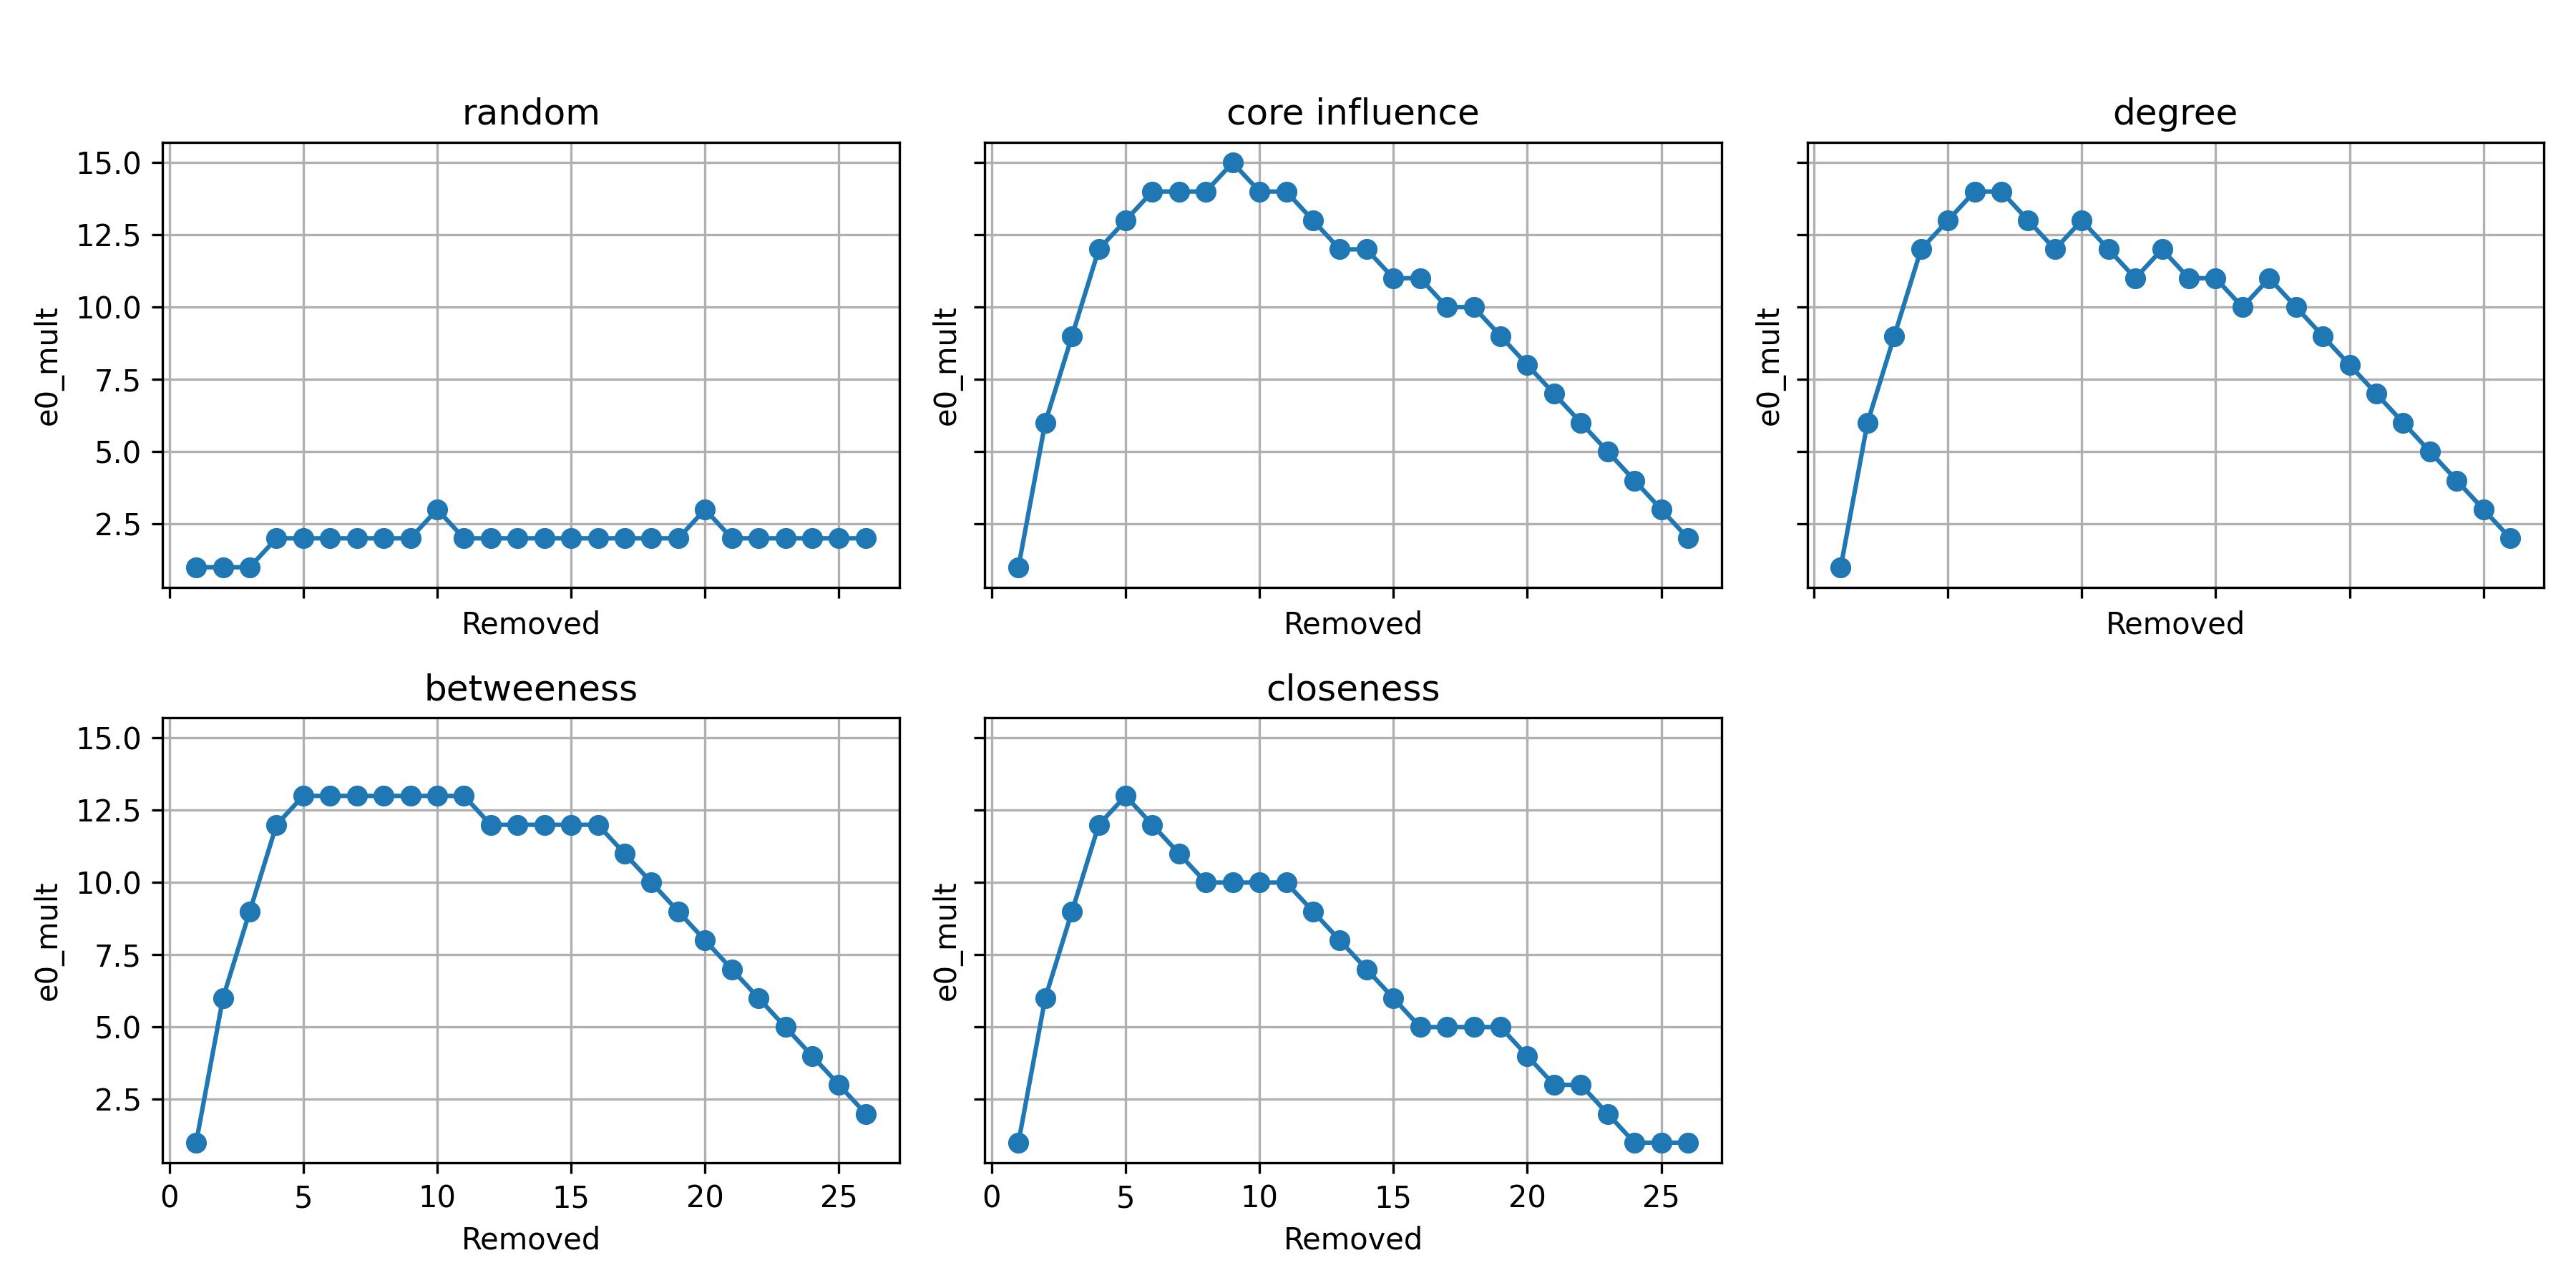 random
core influence
degree
15.0
12.5
10.0
7.5
5.0
2.5
e0_mult
e0_mult
e0_mult
Removed
Removed
Removed
betweeness
closeness
15.0
12.5
10.0
7.5
5.0
2.5
e0_mult
e0_mult
0 5 10 15 20 25
0 5 10 15 20 25
Removed
Removed